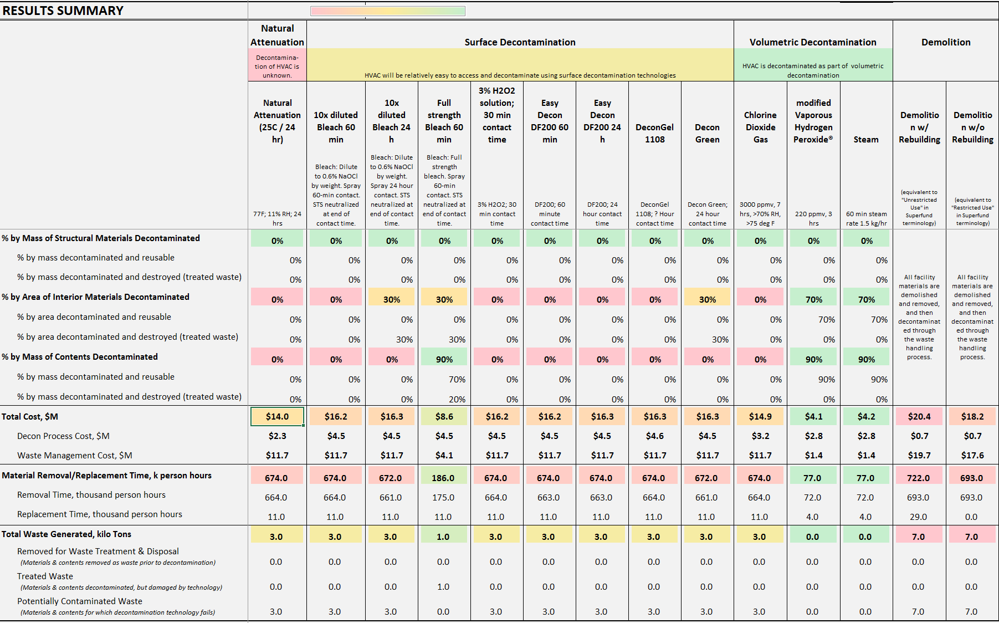 RESULTS SUMMARY
Natural
Attenuation
Surface Decontamination
Volumetric Decontamination
Demolition
Decontamina-
tion of HVAC is
unknown.
HVAC will be relatively easy to access and decontaminate using surface decontamination technologies
HVAC is decontaminated as part of volumetric
decontamination
Natural
Attenuation
(25C / 24
hr)
10x diluted
Bleach 60
min
10x
diluted
Bleach 24
h
Full
strength
Bleach 60
min
3% H2O2
solution;
30 min
contact
time
Easy
Decon
DF200 60
min
Easy
Decon
DF200 24
h
DeconGel
1108
Decon
Green
Chlorine
Dioxide
Gas
modified
Vaporous
Hydrogen
Peroxide®
Steam
Demolitio
n w/
Rebuilding
Demolitio
n w/o
Rebuilding
77F; 11% RH; 24
hrs
Bleach: Dilute
to 0.6% NaOCl
by weight. Spray
60-min contact.
STS neutralized
at end of
contact time.
Bleach: Dilute
to 0.6% NaOCl
by weight.
Spray 24 hour
contact. STS
neutralized at
end of contact
time.
Bleach: Full
strength
bleach. Spray
60-min
contact. STS
neutralized at
end of contact
time.
3% H2O2; 30
min contact
time
DF200; 60
minute
contact time
DF200; 24
hour contact
time
DeconGel
1108; ? Hour
contact time
Decon Green;
24 hour
contact time
3000 ppmv, 7
hrs, >70% RH,
>75 deg F
220 ppmv, 3
hrs
60 min steam
rate 1.5 kg/hr
(equivalent to
"Unrestricted
Use" in
Superfund
terminology)
(equivalent to
"Restricted Use"
in Superfund
terminology)
% by Mass of Structural Materials Decontaminated 0% 0% 0% 0% 0% 0% 0% 0% 0% 0% 0% 0%
% by mass decontaminated and reusable 0% 0% 0% 0% 0% 0% 0% 0% 0% 0% 0% 0%
% by mass decontaminated and destroyed (treated waste) 0% 0% 0% 0% 0% 0% 0% 0% 0% 0% 0% 0%
% by Area of Interior Materials Decontaminated 0% 0% 30% 30% 0% 0% 0% 0% 30% 0% 70% 70%
% by area decontaminated and reusable 0% 0% 0% 0% 0% 0% 0% 0% 0% 0% 70% 70%
% by area decontaminated and destroyed (treated waste) 0% 0% 30% 30% 0% 0% 0% 0% 30% 0% 0% 0%
% by Mass of Contents Decontaminated 0% 0% 0% 90% 0% 0% 0% 0% 0% 0% 90% 90%
% by mass decontaminated and reusable 0% 0% 0% 70% 0% 0% 0% 0% 0% 0% 90% 90%
% by mass decontaminated and destroyed (treated waste) 0% 0% 0% 20% 0% 0% 0% 0% 0% 0% 0% 0%
All facility
materials are
demolished
and removed,
and then
decontaminat
ed through
the waste
handling
process.
All facility
materials are
demolished
and removed,
and then
decontaminat
ed through
the waste
handling
process.
Total Cost, $M $14.0 $16.2 $16.3 $8.6 $16.2 $16.2 $16.3 $16.3 $16.3 $14.9 $4.1 $4.2 $20.4 $18.2
Decon Process Cost, $M $2.3 $4.5 $4.5 $4.5 $4.5 $4.5 $4.5 $4.6 $4.5 $3.2 $2.8 $2.8 $0.7 $0.7
Waste Management Cost, $M $11.7 $11.7 $11.7 $4.1 $11.7 $11.7 $11.7 $11.7 $11.7 $11.7 $1.4 $1.4 $19.7 $17.6
Material Removal/Replacement Time, k person hours 674.0 674.0 672.0 186.0 674.0 674.0 674.0 674.0 672.0 674.0 77.0 77.0 722.0 693.0
Removal Time, thousand person hours 664.0 664.0 661.0 175.0 664.0 663.0 663.0 664.0 661.0 664.0 72.0 72.0 693.0 693.0
Replacement Time, thousand person hours 11.0 11.0 11.0 11.0 11.0 11.0 11.0 11.0 11.0 11.0 4.0 4.0 29.0 0.0
Total Waste Generated, kilo Tons 3.0 3.0 3.0 1.0 3.0 3.0 3.0 3.0 3.0 3.0 0.0 0.0 7.0 7.0
Removed for Waste Treatment & Disposal
(Materials & contents removed as waste prior to decontamination) 0.0 0.0 0.0 0.0 0.0 0.0 0.0 0.0 0.0 0.0 0.0 0.0 0.0 0.0
Treated Waste
(Materials & contents decontaminated, but damaged by technology) 0.0 0.0 0.0 1.0 0.0 0.0 0.0 0.0 0.0 0.0 0.0 0.0 0.0 0.0
Potentially Contaminated Waste
(Materials & contents for which decontamination technology fails) 3.0 3.0 3.0 0.0 3.0 3.0 3.0 3.0 3.0 3.0 0.0 0.0 7.0 7.0